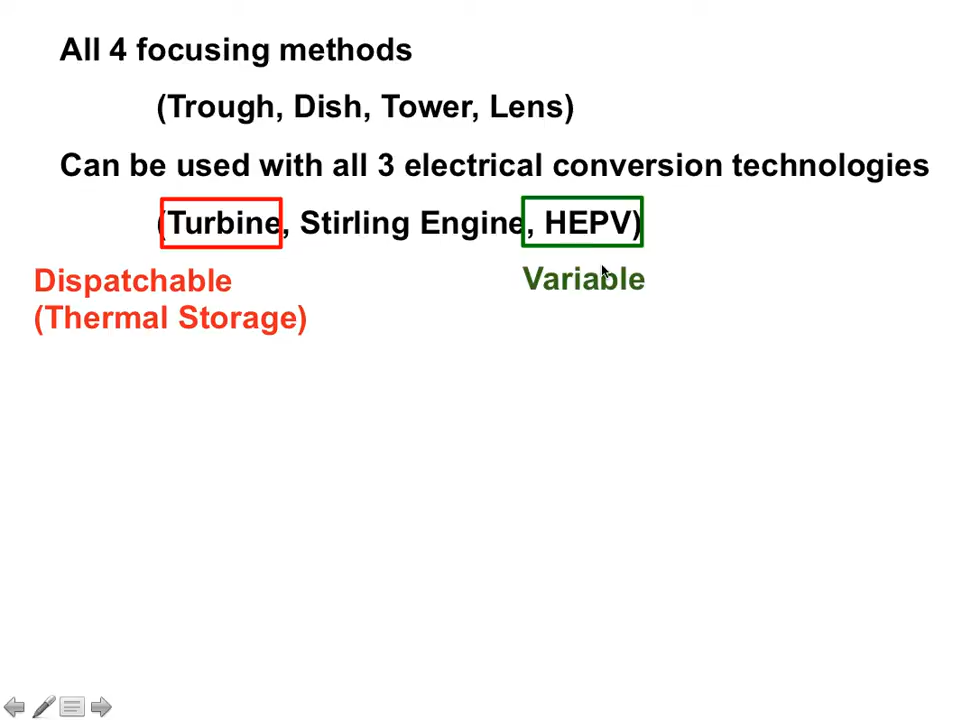 All 4 focusing methods
(Trough, Dish, Tower, Lens)
Can be used with all 3 electrical conversion technologies
(Turbine, Stirling Engine, HEPV)
Dispatchable
(Thermal Storage)
Variable